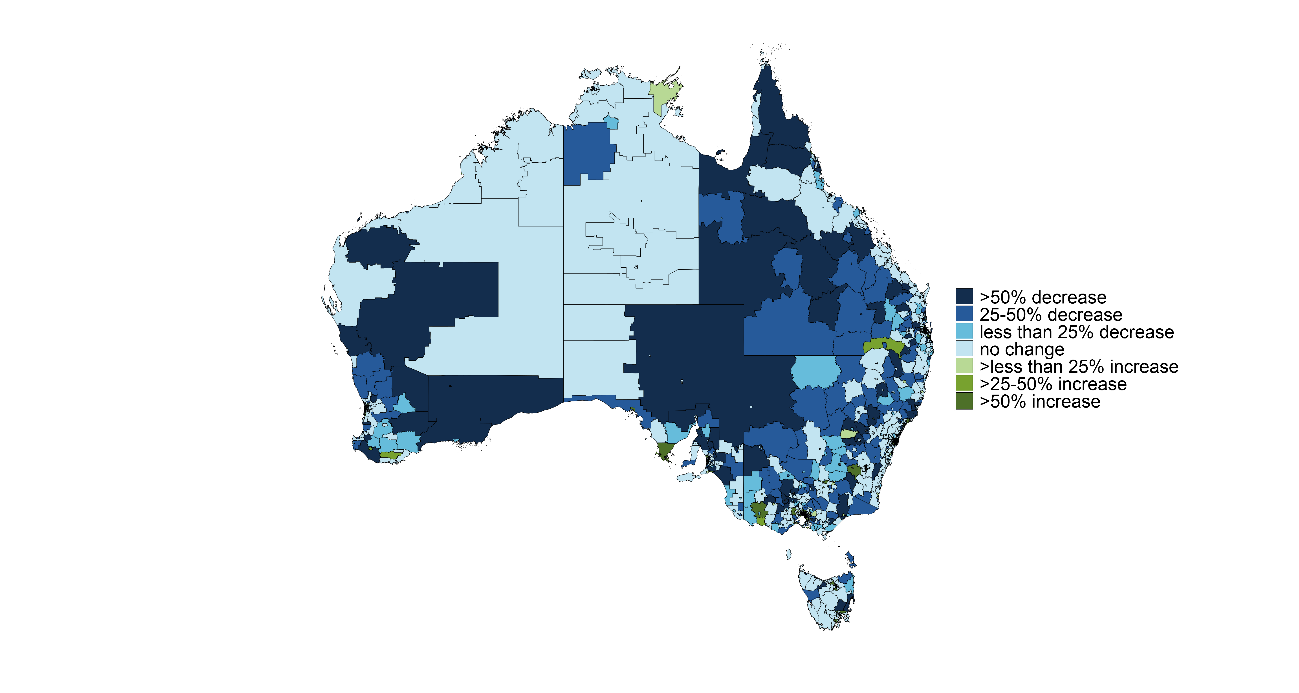 >50% decrease
25-50% decrease
less than 25% decrease
no change
>less than 25% increase
>25-50% increase
>50% increase